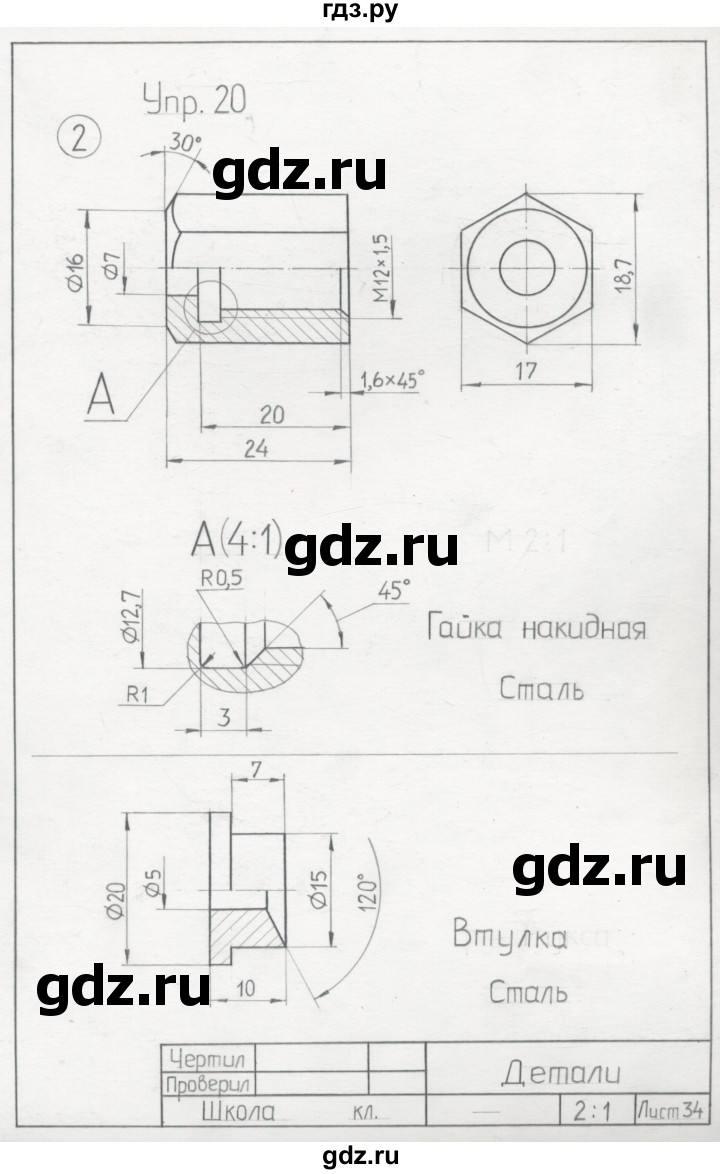 гдз.ру
Упр. 20
2
30°
gdz.ru
Ø16
Ø7
M12×1,5
18,7
17
1,6×45°
A
20
24
A(4:1)
gdz.ru
R0,5
45°
Ø12,7
R1
3
Гайка накидная
Сталь
7
Ø20
Ø5
Ø15
120°
10
gdz.ru
Втулка
Сталь
gdz.ru
Чертил
Проверил
Школа кл.
Детали
— 2:1 Лист 34
gdz.ru